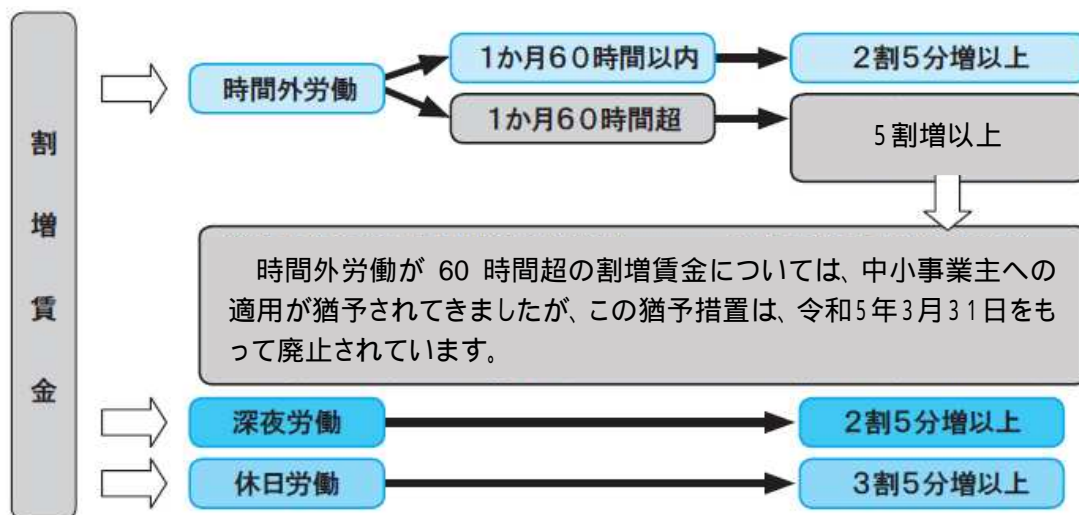 割増賃金
時間外労働
1か月60時間以内
2割5分増以上
1か月60時間超
5割増以上
時間外労働が 60 時間超の割増賃金については、中小事業主への
適用が猶予されてきましたが、この猶予措置は、令和5年3月31日をも
って廃止されています。
深夜労働
2割5分増以上
休日労働
3割5分増以上